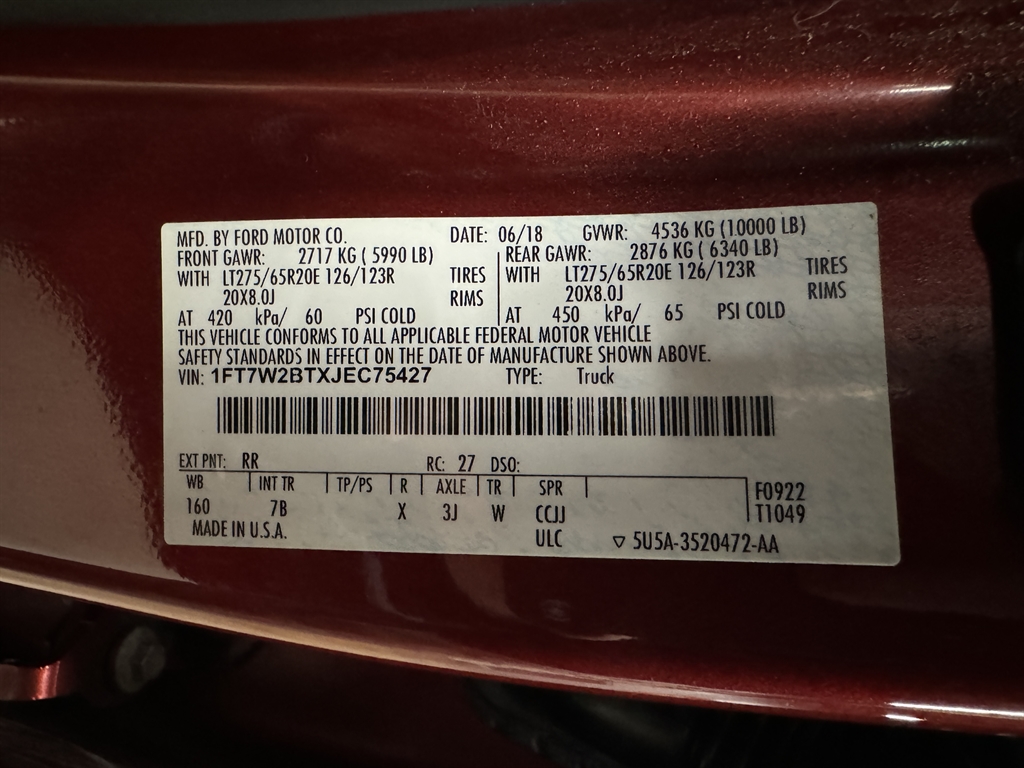 MFD. BY FORD MOTOR CO. DATE: 06/18 GVWR: 4536 KG (10000 LB)
FRONT GAWR: 2717 KG ( 5990 LB) REAR GAWR: 2876 KG ( 6340 LB)
WITH LT275/65R20E 126/123R TIRES WITH LT275/65R20E 126/123R TIRES
20X8.0J RIMS 20X8.0J RIMS
AT 420 kPa/ 60 PSI COLD AT 450 kPa/ 65 PSI COLD
THIS VEHICLE CONFORMS TO ALL APPLICABLE FEDERAL MOTOR VEHICLE
SAFETY STANDARDS IN EFFECT ON THE DATE OF MANUFACTURE SHOWN ABOVE.
VIN: 1FT7W2BTXJEC75427 TYPE: Truck
EXT PNT: RR RC: 27 DSO:
WB INT TR TP/PS R AXLE TR SPR F0922
160 7B X 3J W CCJJ T1049
MADE IN U.S.A. ULC ▽ 5U5A-3520472-AA